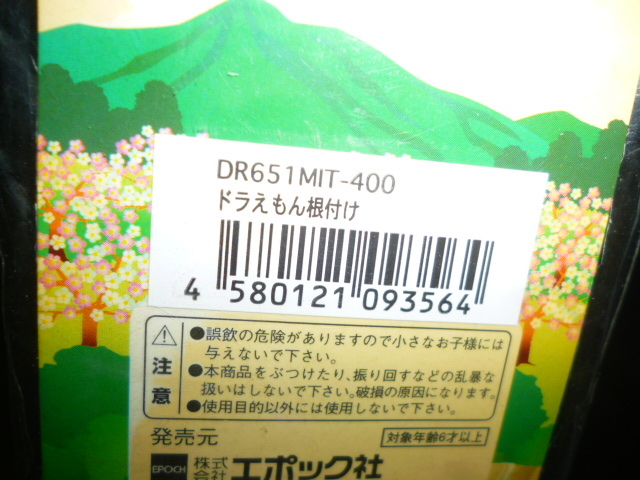 DR651MIT-400
ドラえもん根付け
4 580121 093564
注意
●誤飲の危険がありますので小さなお子様には
与えないで下さい。
●本商品をぶつけたり、振り回すなどの乱暴な
扱いはしないで下さい。破損の原因になります。
●使用目的以外には使用しないで下さい。
発売元
対象年齢6才以上
EPOCH 株式会社 エポック社